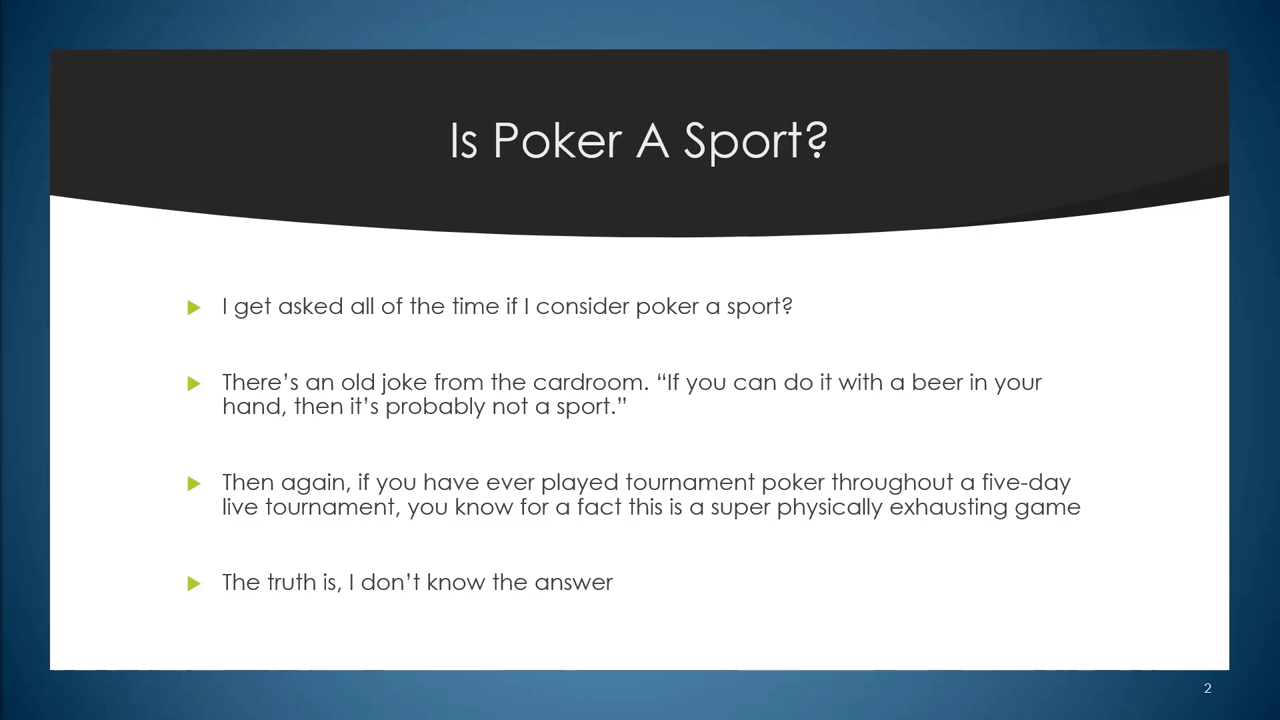 Is Poker A Sport?
I get asked all of the time if I consider poker a sport?
There’s an old joke from the cardroom. “If you can do it with a beer in your
hand, then it’s probably not a sport.”
Then again, if you have ever played tournament poker throughout a five-day
live tournament, you know for a fact this is a super physically exhausting game
The truth is, I don’t know the answer
2